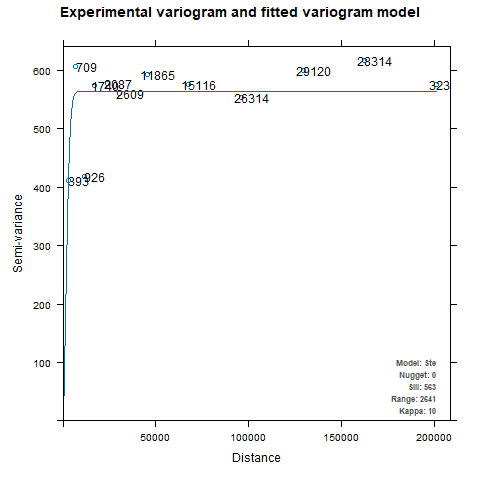 Experimental variogram and fitted variogram model
600
500
400
300
200
100
Semi-variance
709
1740
2087
2609
11865
15116
26314
29120
28314
323
393
926
Model: Ste
Nugget: 0
Sill: 563
Range: 2641
Kappa: 10
50000
100000
150000
200000
Distance